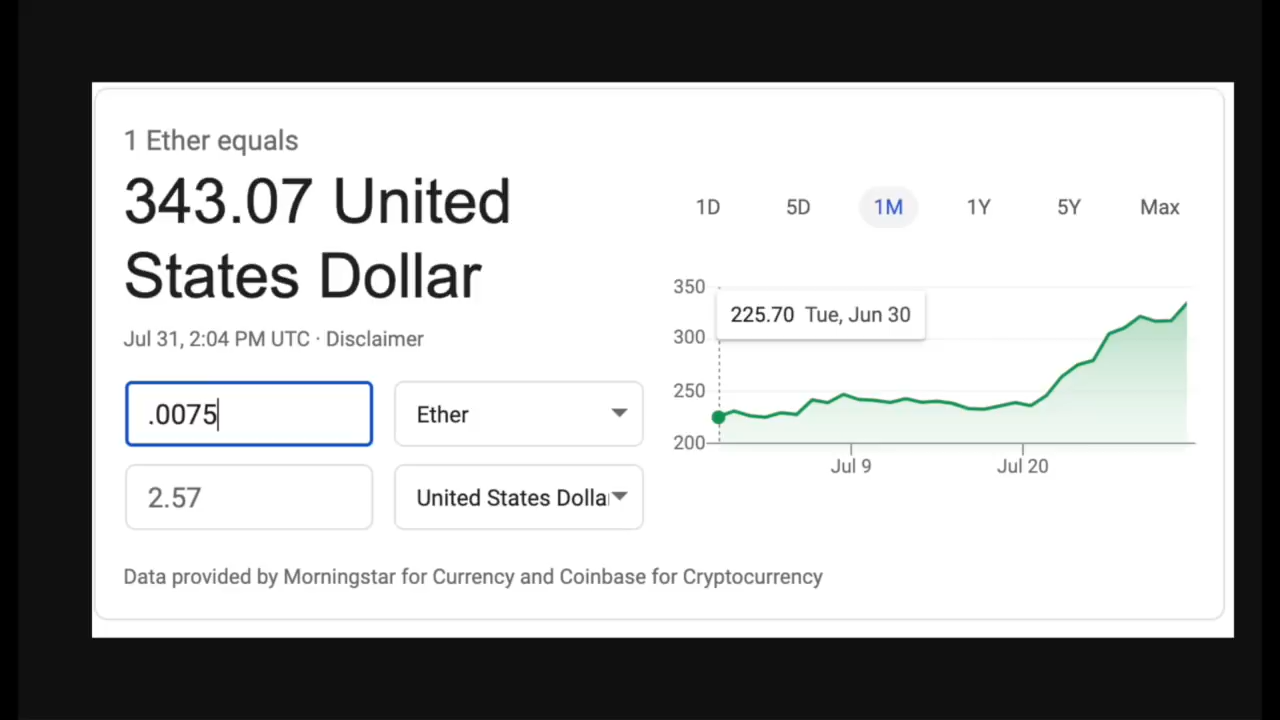 1 Ether equals
343.07 United
States Dollar
Jul 31, 2:04 PM UTC · Disclaimer
.0075
Ether
2.57
United States Dolla
1D 5D 1M 1Y 5Y Max
350
225.70 Tue, Jun 30
300
250
200
Jul 9 Jul 20
Data provided by Morningstar for Currency and Coinbase for Cryptocurrency